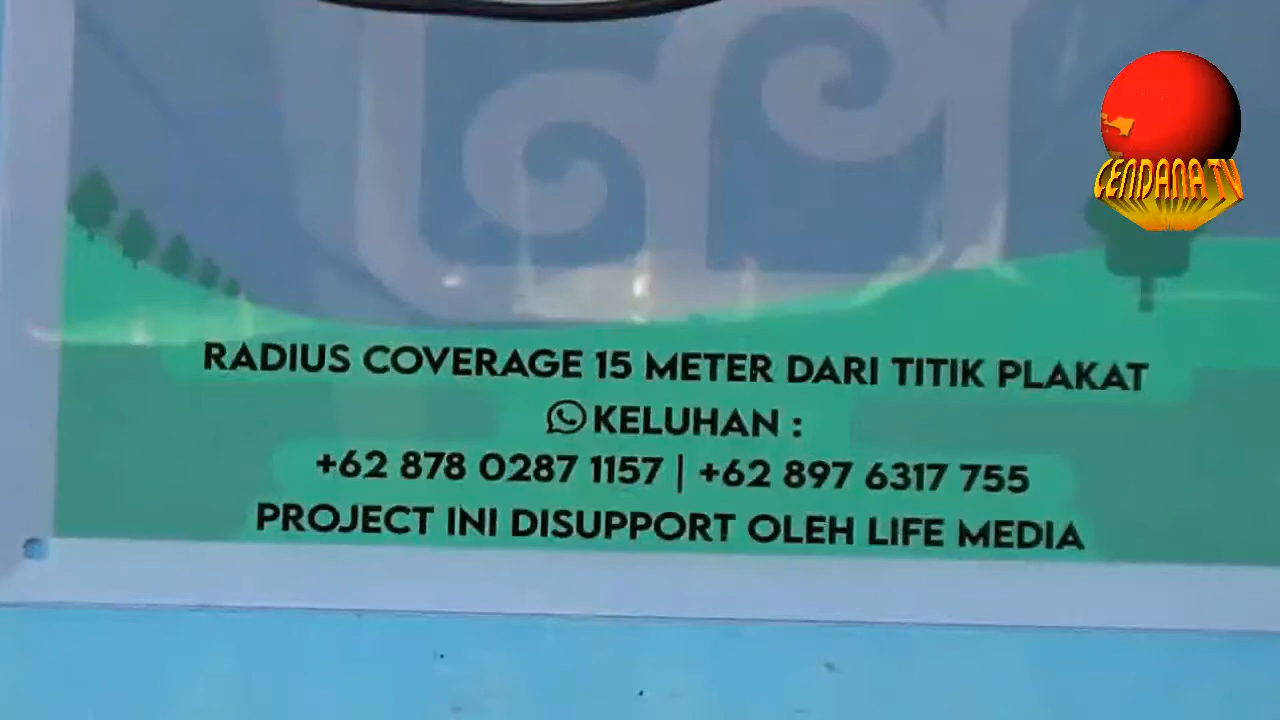 CENDANA TV
RADIUS COVERAGE 15 METER DARI TITIK PLAKAT
KELUHAN :
+62 878 0287 1157 | +62 897 6317 755
PROJECT INI DISUPPORT OLEH LIFE MEDIA